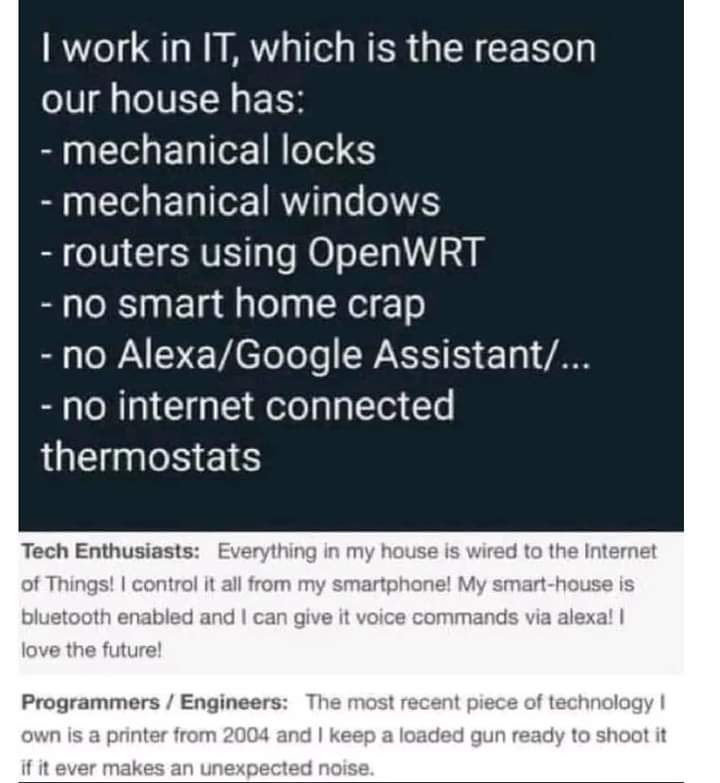 I work in IT, which is the reason
our house has:
- mechanical locks
- mechanical windows
- routers using OpenWRT
- no smart home crap
- no Alexa/Google Assistant/...
- no internet connected
thermostats
Tech Enthusiasts: Everything in my house is wired to the Internet
of Things! I control it all from my smartphone! My smart-house is
bluetooth enabled and I can give it voice commands via alexa! I
love the future!
Programmers / Engineers: The most recent piece of technology I
own is a printer from 2004 and I keep a loaded gun ready to shoot it
if it ever makes an unexpected noise.